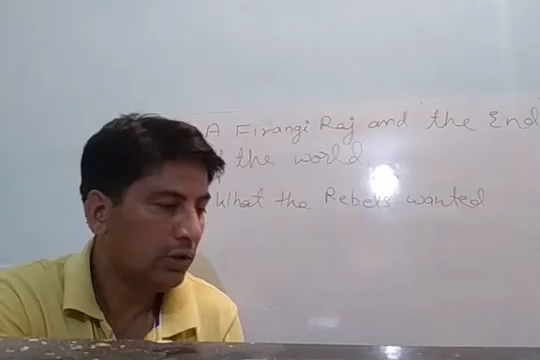 A Firangi Raj and the End
the world
What the Rebels wanted